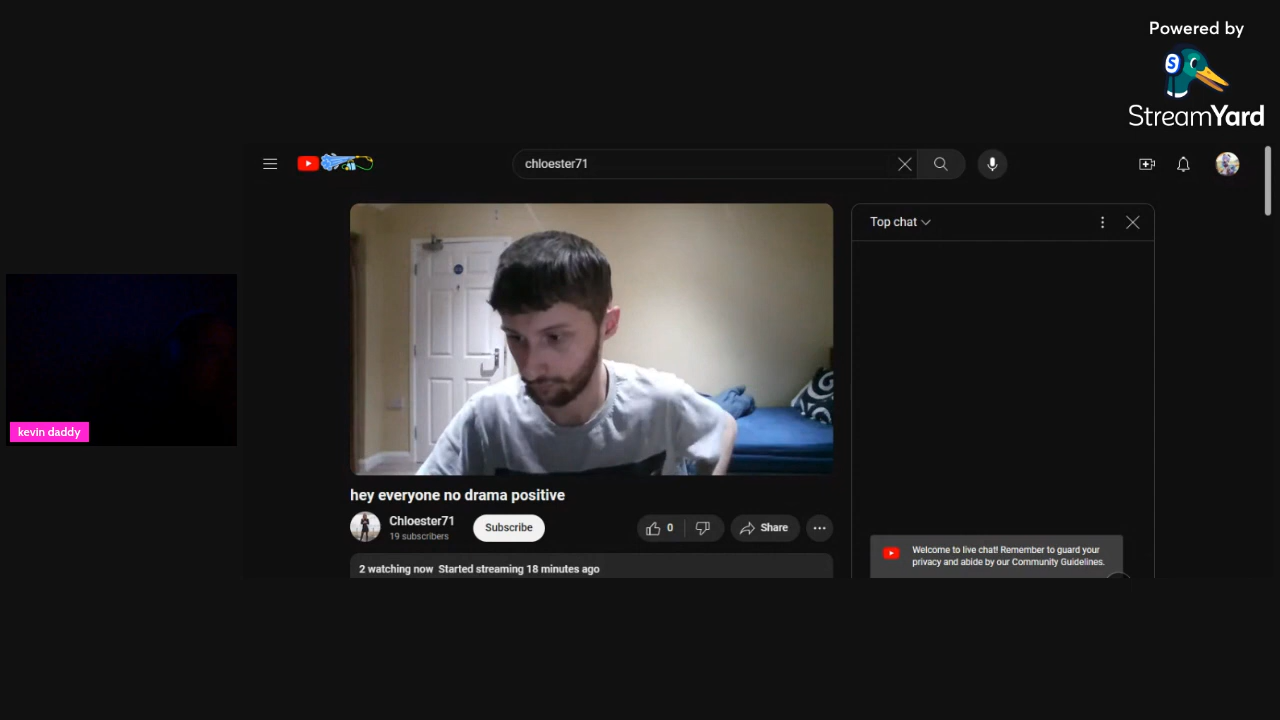 Powered by
StreamYard
chloester71
Top chat
kevin daddy
hey everyone no drama positive
Chloester71
19 subscribers
Subscribe
0
Share
2 watching now Started streaming 18 minutes ago
Welcome to live chat! Remember to guard your
privacy and abide by our Community Guidelines.